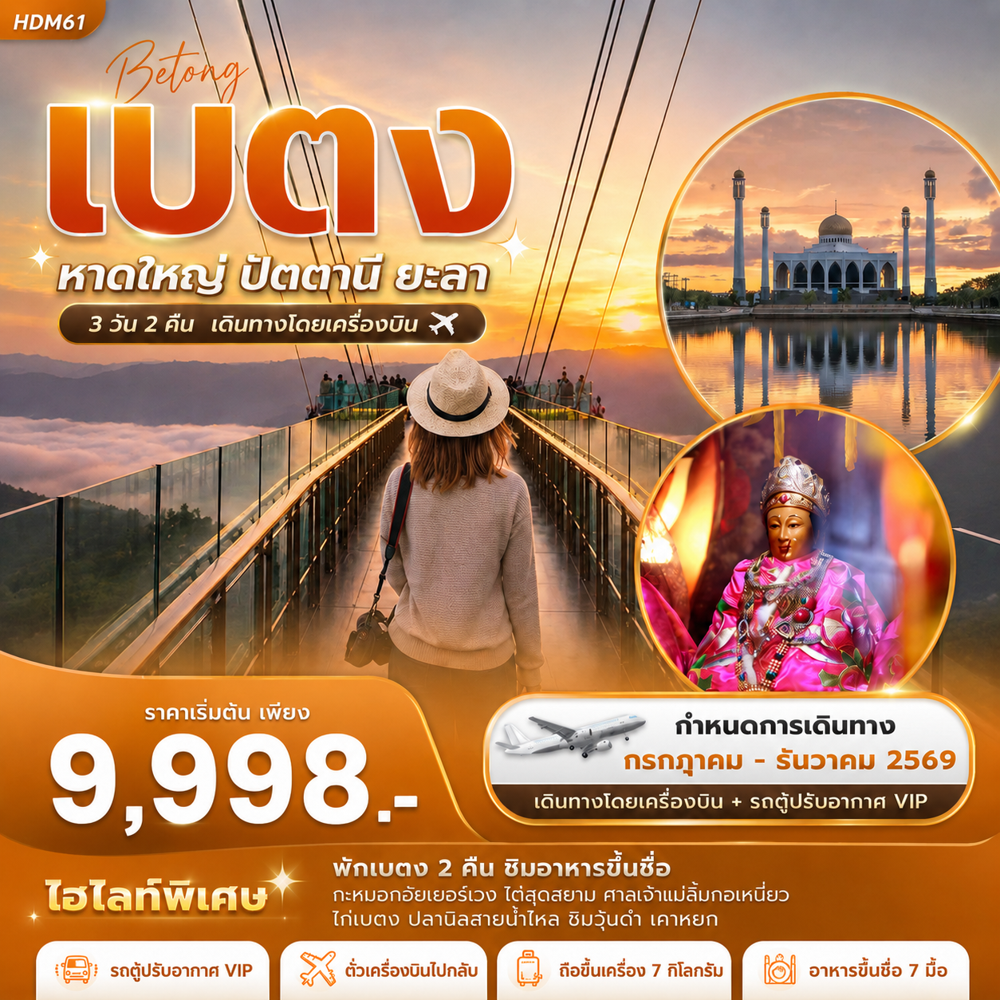 HDM61
Betong
เบตง
หาดใหญ่ ปัตตานี ยะลา
3 วัน 2 คืน เดินทางโดยเครื่องบิน
ราคาเริ่มต้น เพียง
9,998.-
กำหนดการเดินทาง
กรกฎาคม - ธันวาคม 2569
เดินทางโดยเครื่องบิน + รถตู้ปรับอากาศ VIP
ไฮไลท์พิเศษ
พักเบตง 2 คืน ชิมอาหารขึ้นชื่อ
ทะหมอกอัยเยอร์เวง ไต่สุดสยาม ศาลเจ้าแม่ลิ้มกอเหนี่ยว
ไก่เบตง ปลานิลสายน้ำไหล ชิมวุ้นดำ เคาหยก
รถตู้ปรับอากาศ VIP
ตั่วเครื่องบินไปกลับ
ถือขึ้นเครื่อง 7 กิโลกรัม
อาหารขึ้นชื่อ 7 มื้อ